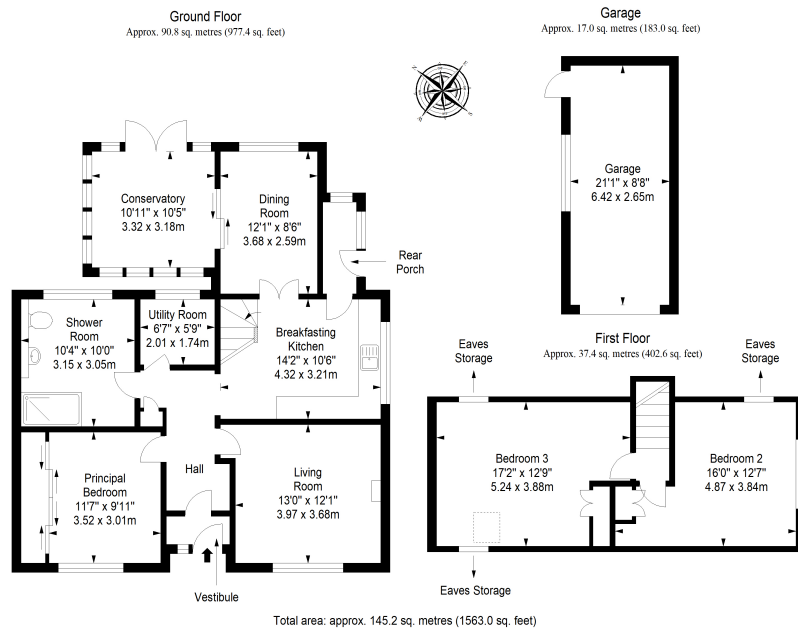 Ground Floor
Approx. 90.8 sq. metres (977.4 sq. feet)
Garage
Approx. 17.0 sq. metres (183.0 sq. feet)
Conservatory
10'11" x 10'5"
3.32 x 3.18m
Dining
Room
12'1" x 8'6"
3.68 x 2.59m
Garage
21'1" x 8'8"
6.42 x 2.65m
Rear
Porch
Shower
Room
10'4" x 10'0"
3.15 x 3.05m
Utility Room
6'7" x 5'9"
2.01 x 1.74m
Breakfasting
Kitchen
14'2" x 10'6"
4.32 x 3.21m
First Floor
Approx. 37.4 sq. metres (402.6 sq. feet)
Eaves
Storage
Eaves
Storage
Principal
Bedroom
11'7" x 9'11"
3.52 x 3.01m
Hall
Living
Room
13'0" x 12'1"
3.97 x 3.68m
Bedroom 3
17'2" x 12'9"
5.24 x 3.88m
Bedroom 2
16'0" x 12'7"
4.87 x 3.84m
Vestibule
Eaves Storage
Total area: approx. 145.2 sq. metres (1563.0 sq. feet)